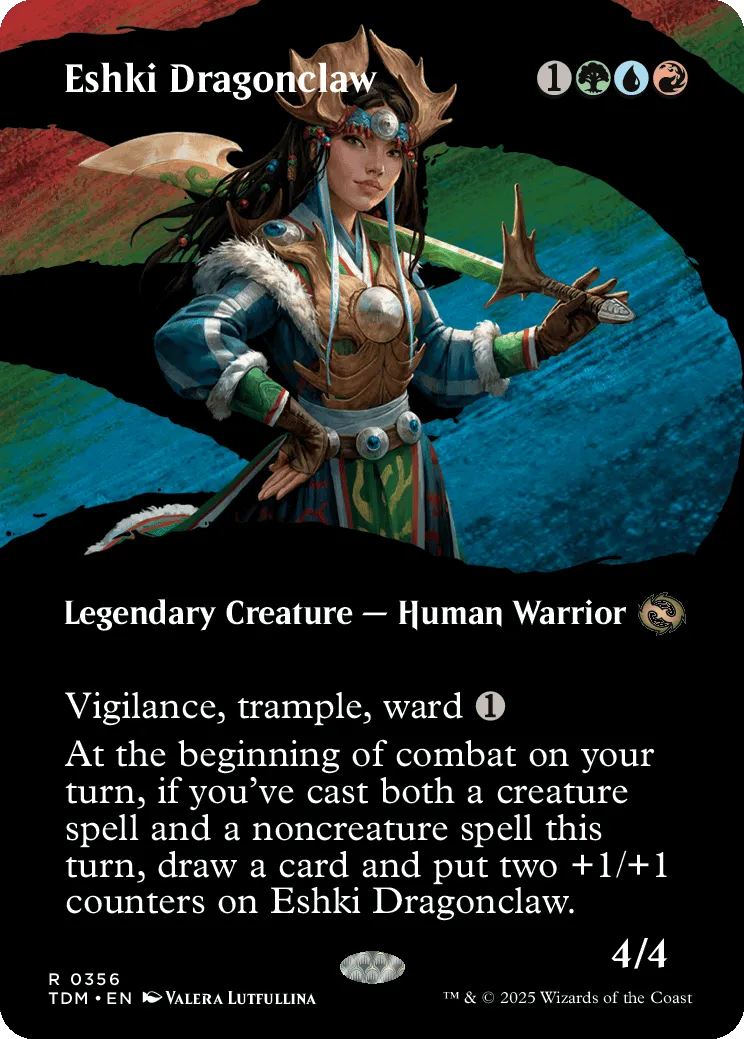 Eshki Dragonclaw 1
Legendary Creature — Human Warrior
Vigilance, trample, ward 1
At the beginning of combat on your
turn, if you’ve cast both a creature
spell and a noncreature spell this
turn, draw a card and put two +1/+1
counters on Eshki Dragonclaw.
4/4
R 0356
TDM • EN Valera Lutfullina
™ & © 2025 Wizards of the Coast